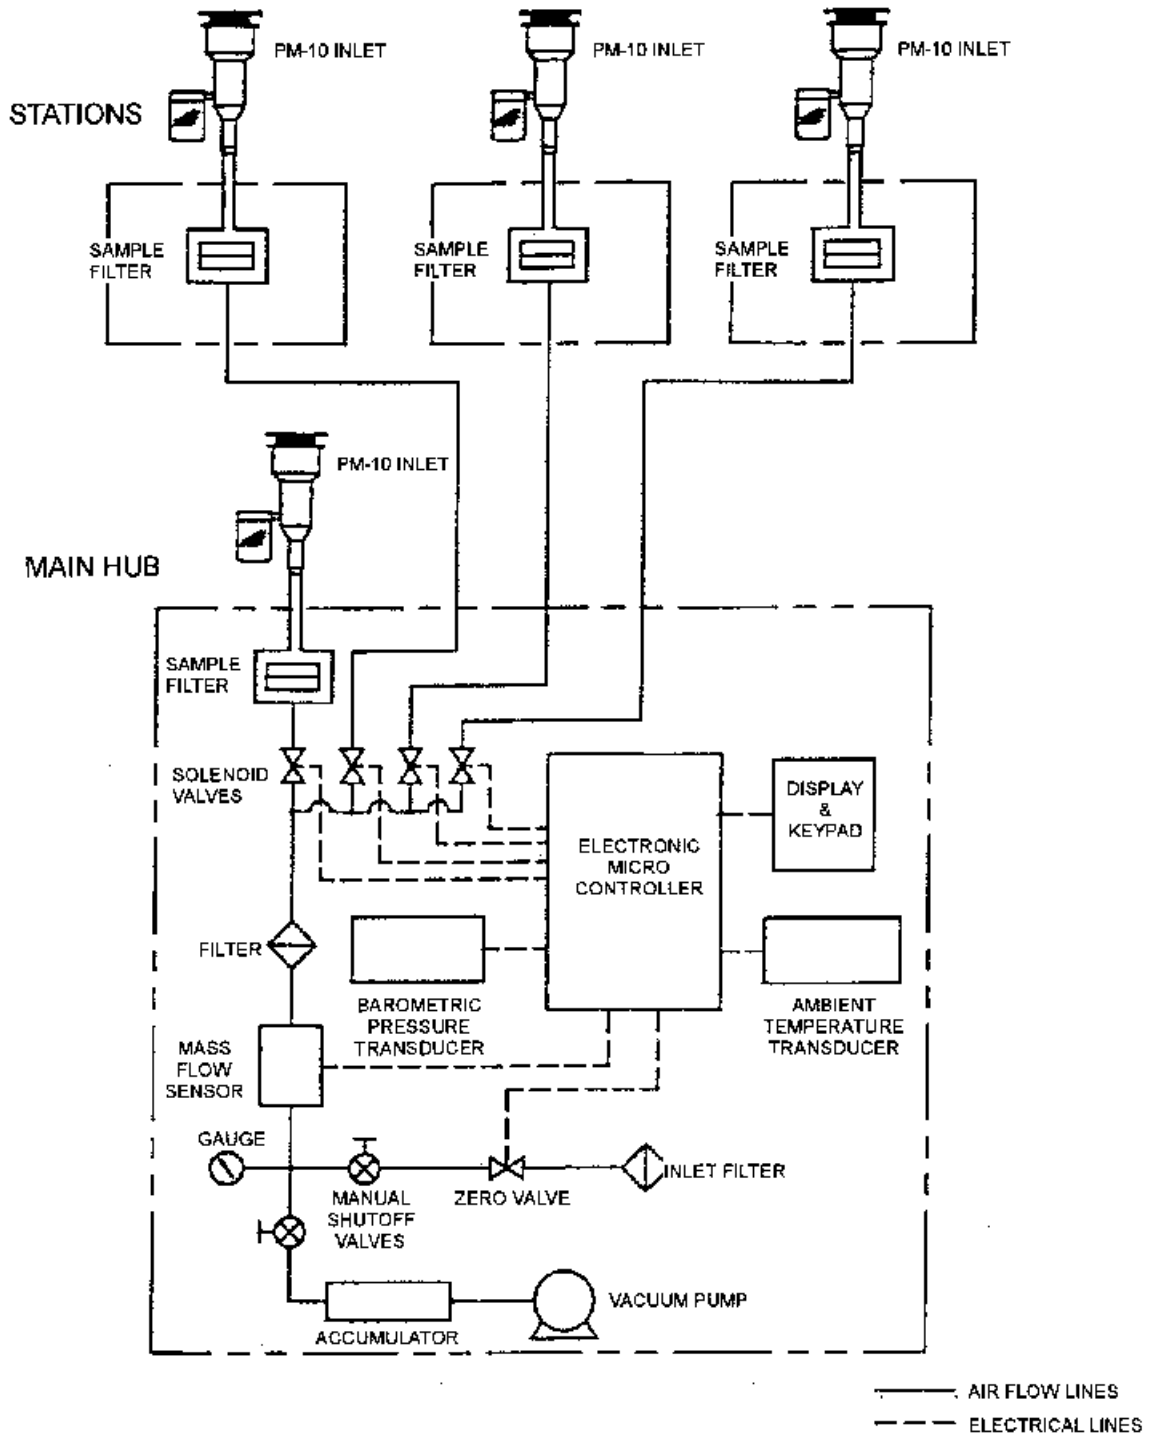 PM-10 INLET
PM-10 INLET
PM-10 INLET
STATIONS
SAMPLE
FILTER
SAMPLE
FILTER
SAMPLE
FILTER
PM-10 INLET
MAIN HUB
SAMPLE
FILTER
SOLENOID
VALVES
DISPLAY
&
KEYPAD
ELECTRONIC
MICRO
CONTROLLER
FILTER
BAROMETRIC
PRESSURE
TRANSDUCER
AMBIENT
TEMPERATURE
TRANSDUCER
MASS
FLOW
SENSOR
GAUGE
MANUAL
SHUTOFF
VALVES
ZERO VALVE
INLET FILTER
VACUUM PUMP
ACCUMULATOR
AIR FLOW LINES
ELECTRICAL LINES